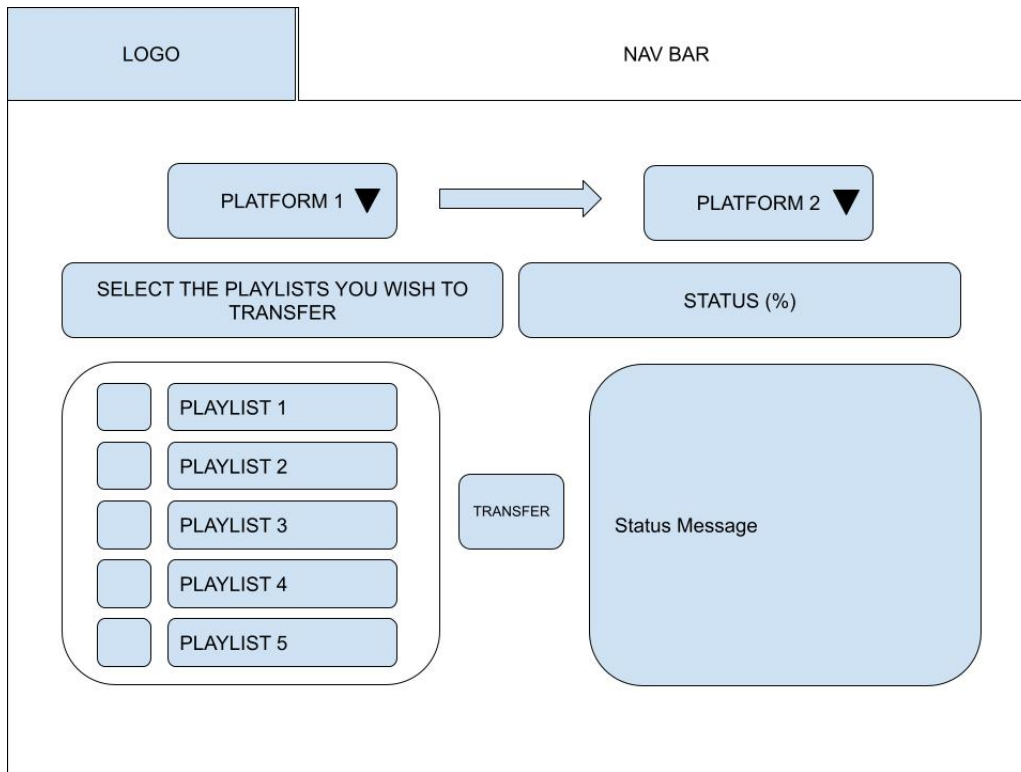 LOGO
NAV BAR
PLATFORM 1
PLATFORM 2
SELECT THE PLAYLISTS YOU WISH TO
TRANSFER
STATUS (%)
PLAYLIST 1
PLAYLIST 2
PLAYLIST 3
PLAYLIST 4
PLAYLIST 5
TRANSFER
Status Message